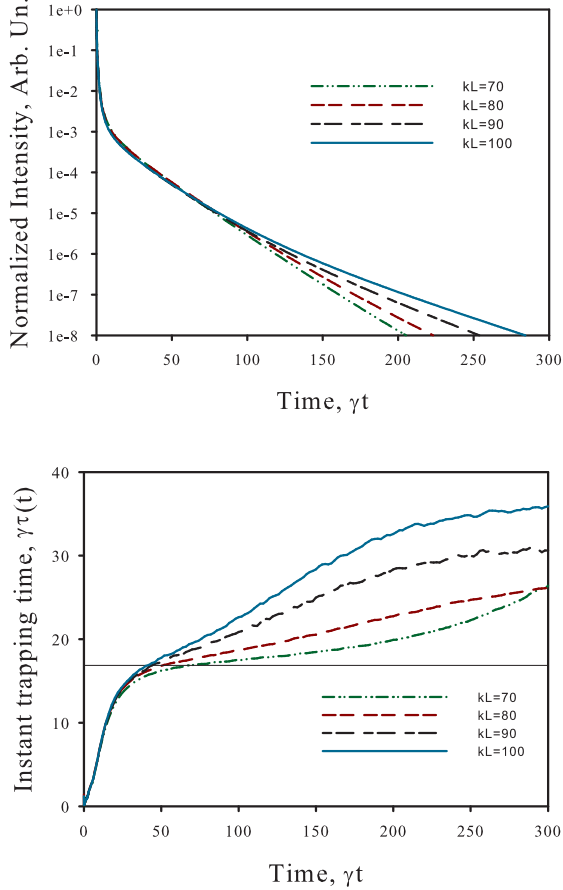 Normalized Intensity, Arb. Un.
1e+0
1e-1
1e-2
1e-3
1e-4
1e-5
1e-6
1e-7
1e-8
kL=70
kL=80
kL=90
kL=100
0 50 100 150 200 250 300
Time, γt
Instant trapping time, γτ(t)
40
30
20
10
0
kL=70
kL=80
kL=90
kL=100
0 50 100 150 200 250 300
Time, γt